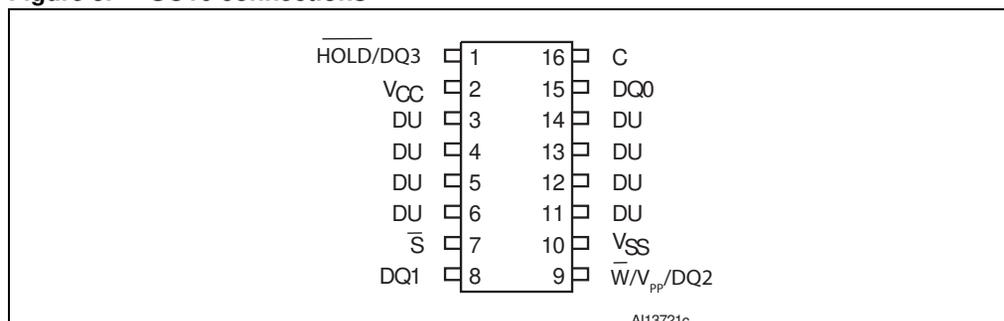 HOLD/DQ3 1 16 C
VCC 2 15 DQ0
DU 3 14 DU
DU 4 13 DU
DU 5 12 DU
DU 6 11 DU
S 7 10 VSS
DQ1 8 9 W/VPP/DQ2